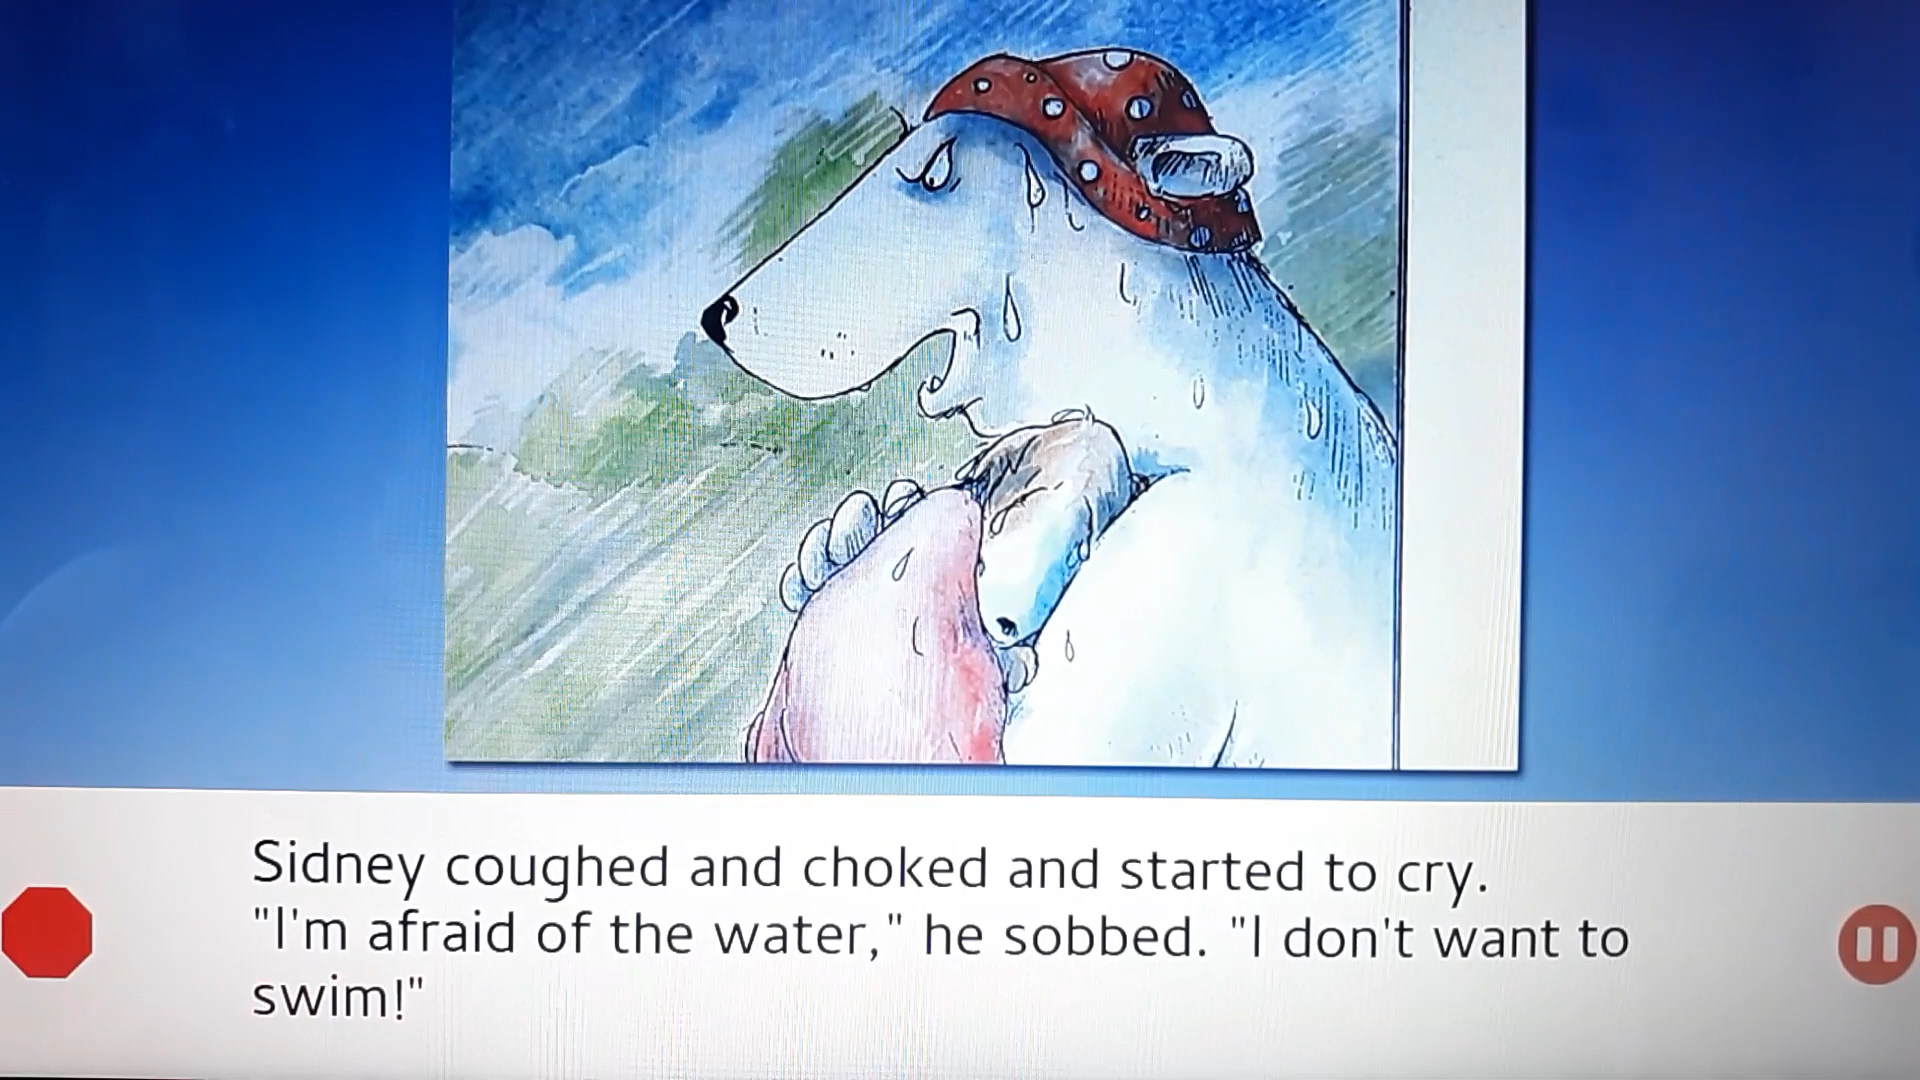 Sidney coughed and choked and started to cry.
"I'm afraid of the water," he sobbed. "I don't want to
swim!"